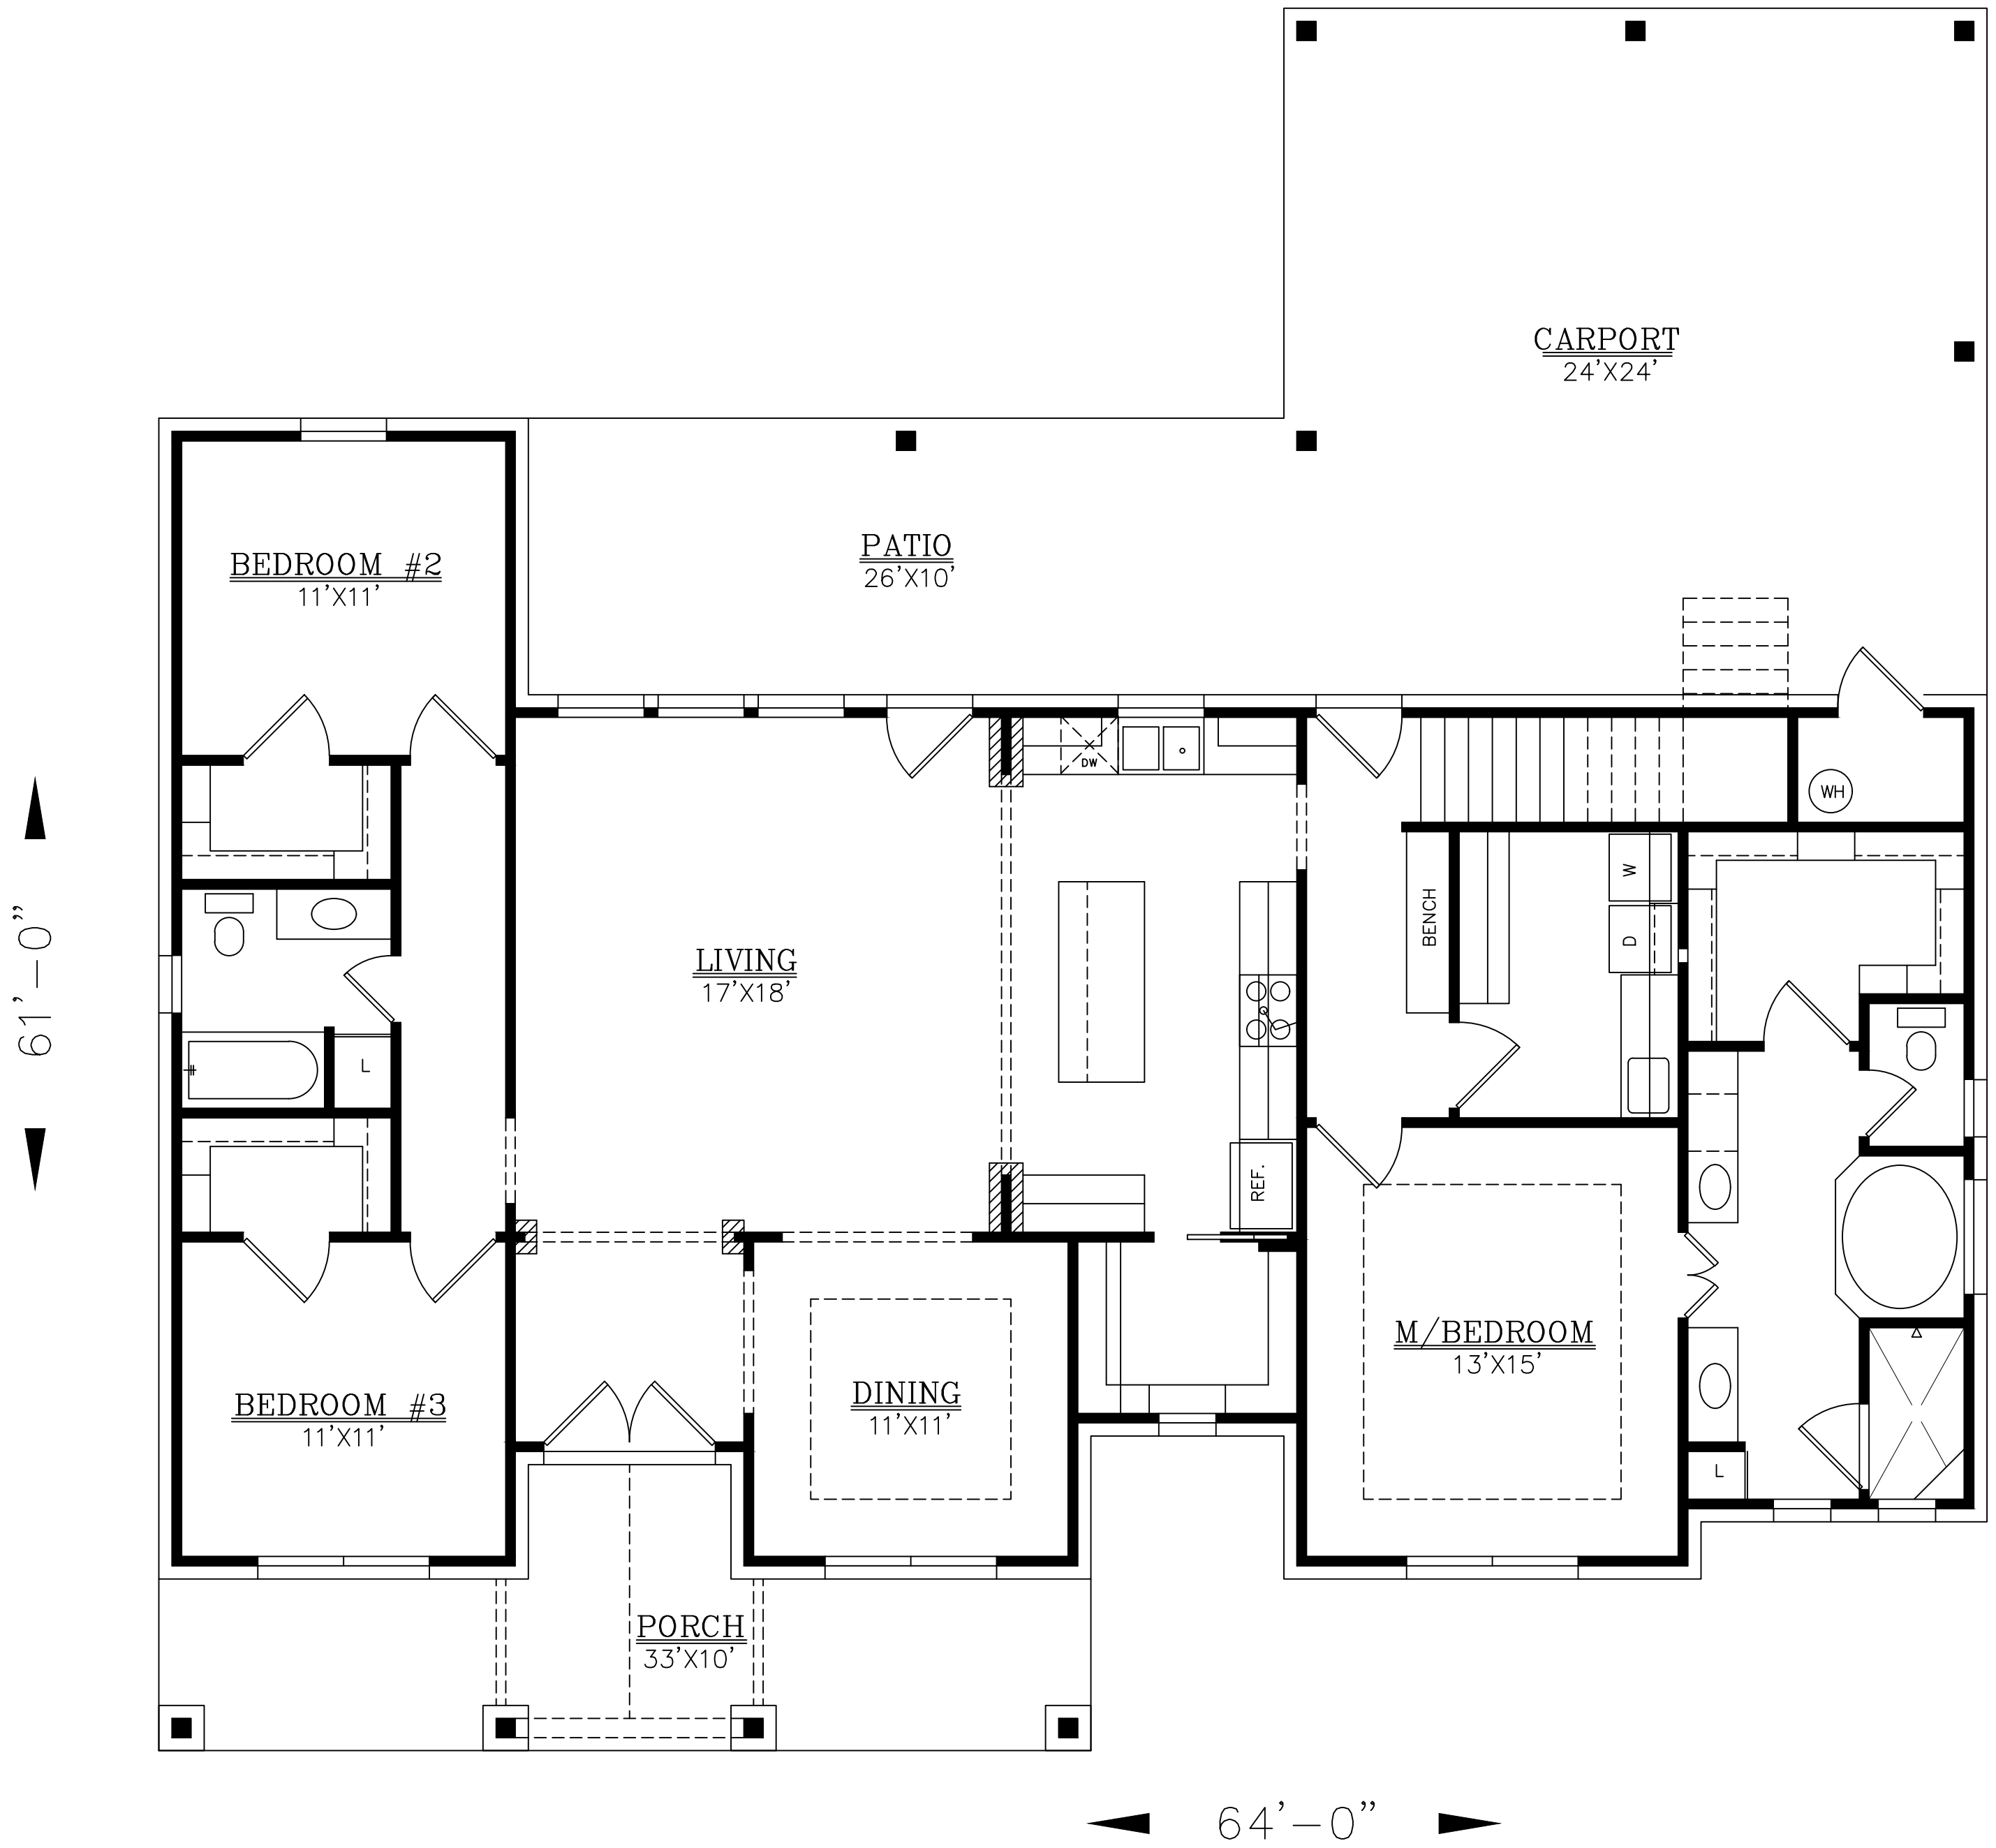 CARPORT
24'X24'
PATIO
26'X10'
BEDROOM #2
11'X11'
DW
WH
W
BENCH
D
LIVING
17'X18'
61'-0"
L
REF.
M/BEDROOM
13'X15'
DINING
11'X11'
BEDROOM #3
11'X11'
L
PORCH
33'X10'
64'-0"